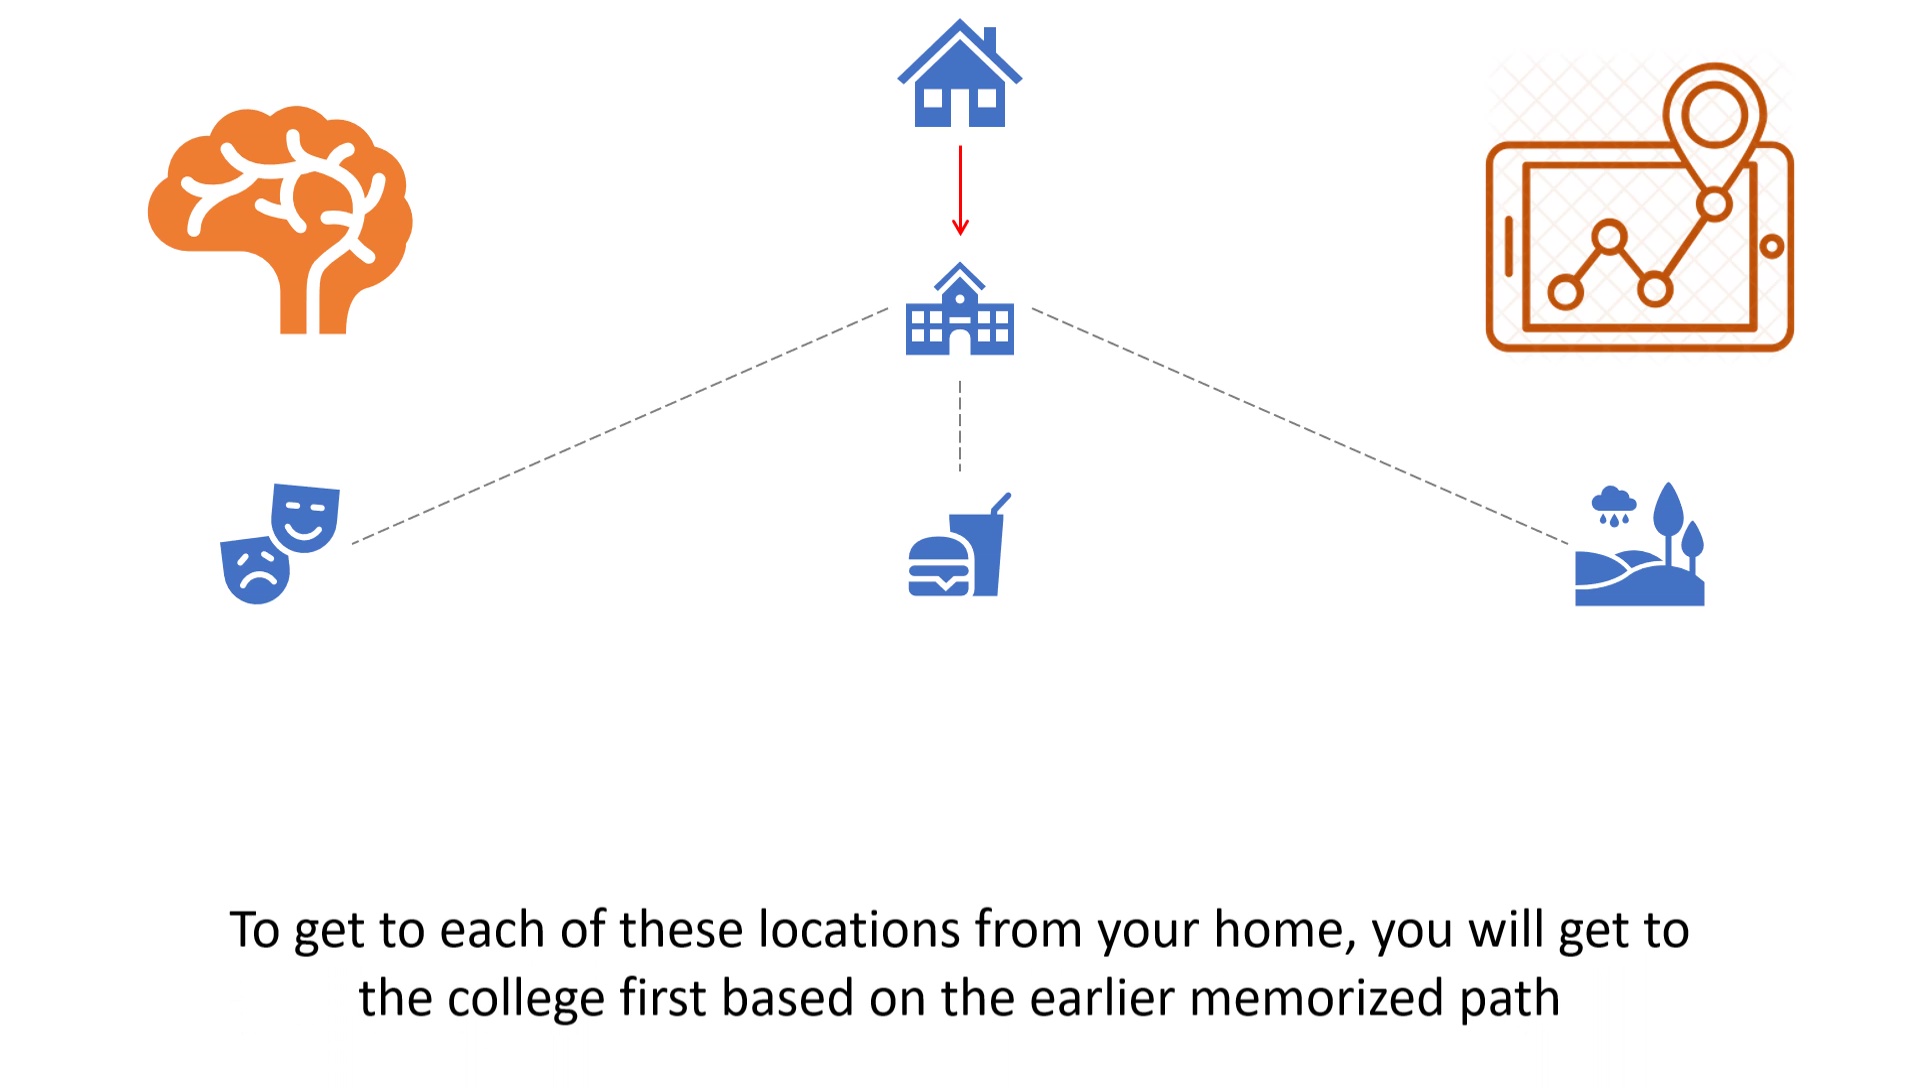 To get to each of these locations from your home, you will get to
the college first based on the earlier memorized path